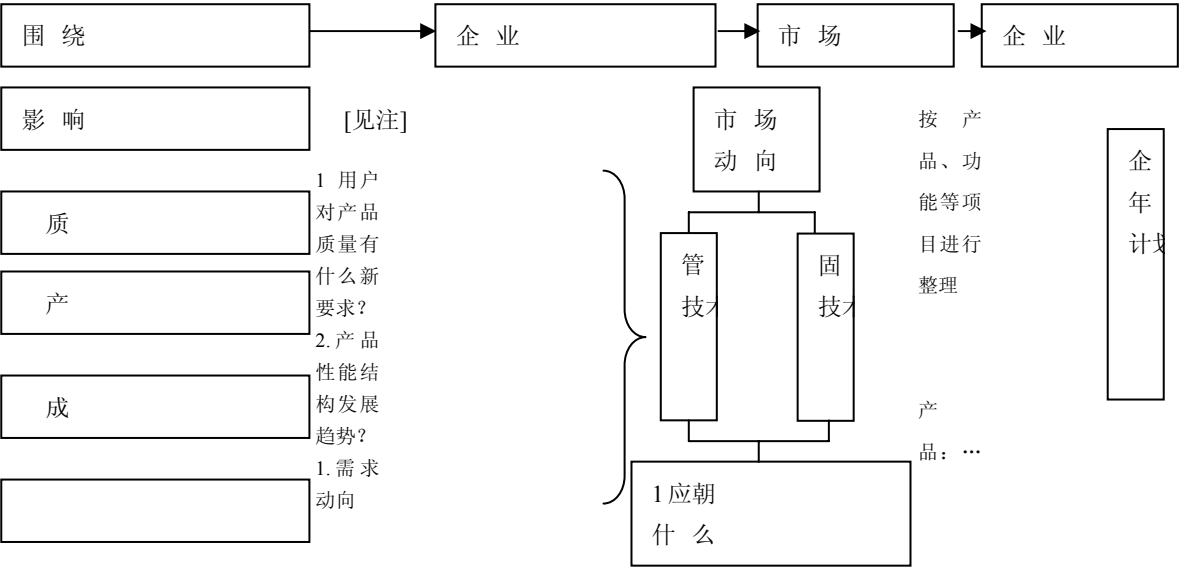 围 绕
企 业
市 场
企 业
影 响
[见注]
质
产
成
1 用户
对产品
质量有
什么新
要求？
2. 产 品
性能结
构发展
趋势？
1. 需 求
动向
市 场
动 向
管
技
固
技
1 应朝
什 么
按 产
品、功
能等项
目进行
整理
产
品：…
企
年
计